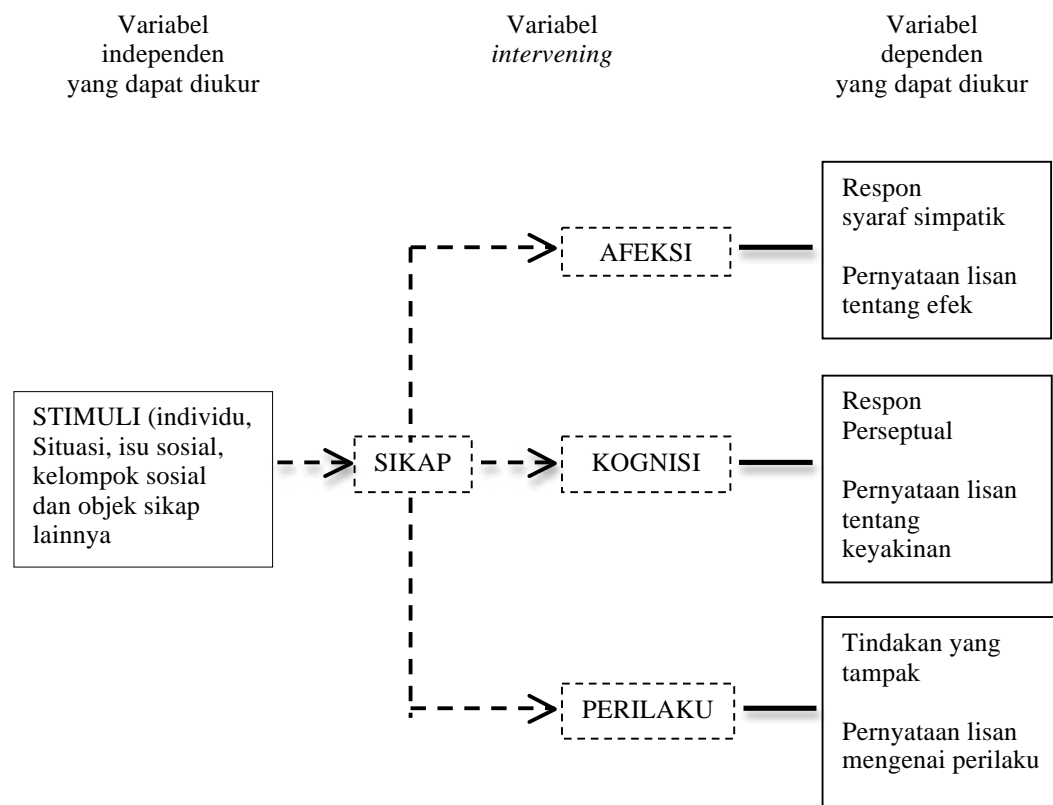 Variabel
independen
yang dapat diukur
Variabel
intervening
Variabel
dependen
yang dapat diukur
Respon
syaraf simpatik
Pernyataan lisan
tentang efek
AFEKSI
STIMULI (individu,
Situasi, isu sosial,
kelompok sosial
dan objek sikap
lainnya
SIKAP
KOGNISI
Respon
Perseptual
Pernyataan lisan
tentang
keyakinan
PERILAKU
Tindakan yang
tampak
Pernyataan lisan
mengenai perilaku